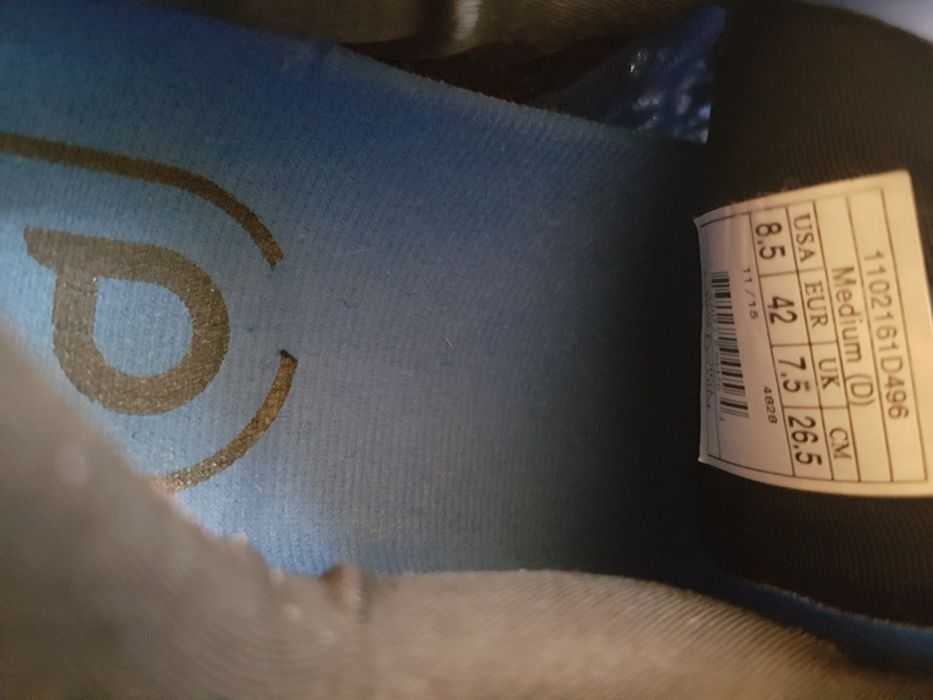 1102161D496
Medium (D)
USA EUR UK CM
8.5 42 7.5 26.5
11 / 15 4828